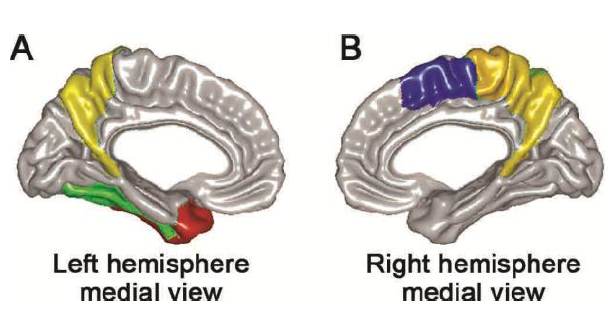 A
B
Left hemisphere
medial view
Right hemisphere
medial view